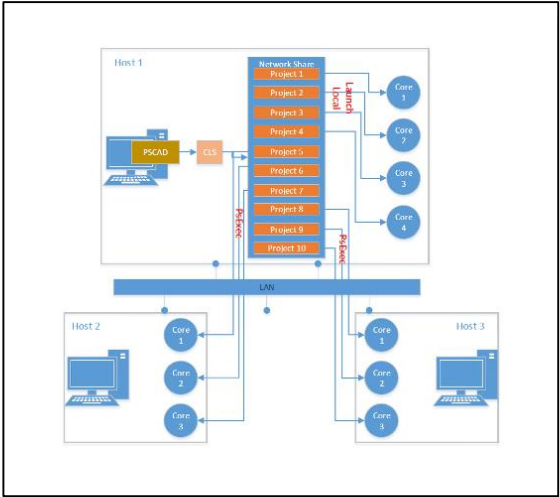 Host 1
Network Share
Project 1
Project 2
Project 3
Project 4
Project 5
Project 6
Project 7
Project 8
Project 9
Project 10
PSCAD
CLS
Launch
Local
Core
1
Core
2
Core
3
Core
4
PsExec
PsExec
LAN
Host 2
Core
1
Core
2
Core
3
Host 3
Core
1
Core
2
Core
3